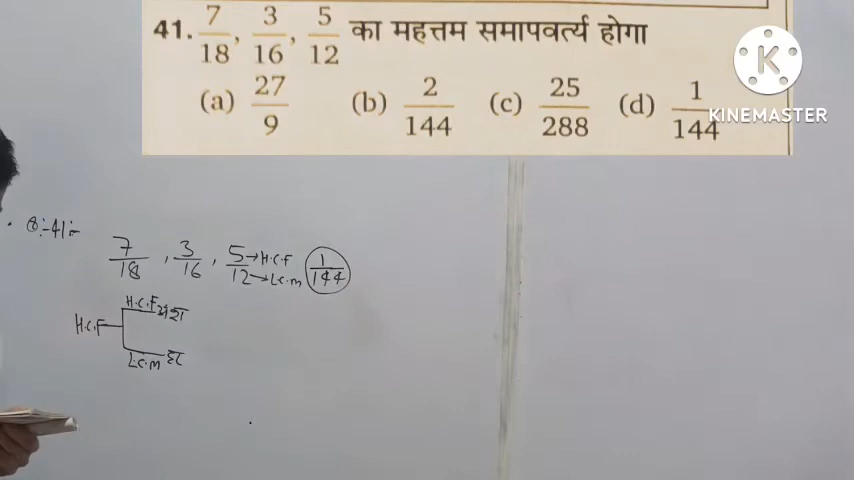 41. 7/18, 3/16, 5/12 का महत्तम समापवर्त्य होगा
(a) 27/9 (b) 2/144 (c) 25/288 (d) 1/144
KINEMASTER
Q:-41:-
7/18, 3/16, 5/12 →H.C.F →L.C.M 1/144
H.C.F अंश
H.C.F
L.C.M हर